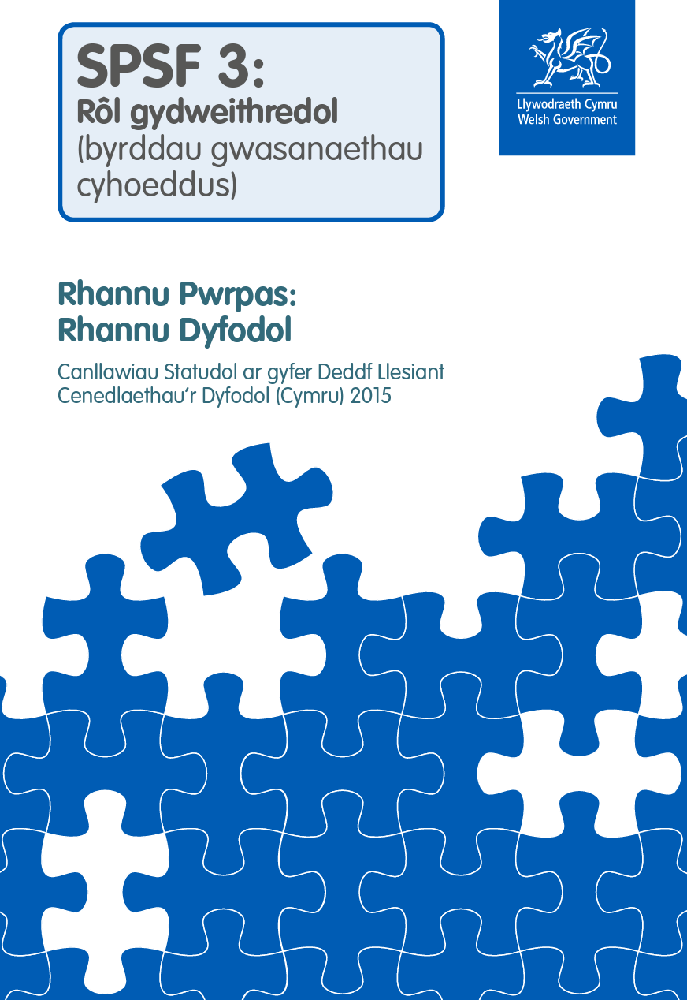 SPSF 3:
Rôl gydweithredol
(byrddau gwasanaethau
cyhoeddus)
Llywodraeth Cymru
Welsh Government
Rhannu Pwrpas:
Rhannu Dyfodol
Canllawiau Statudol ar gyfer Deddf Llesiant
Cenedlaethau’r Dyfodol (Cymru) 2015